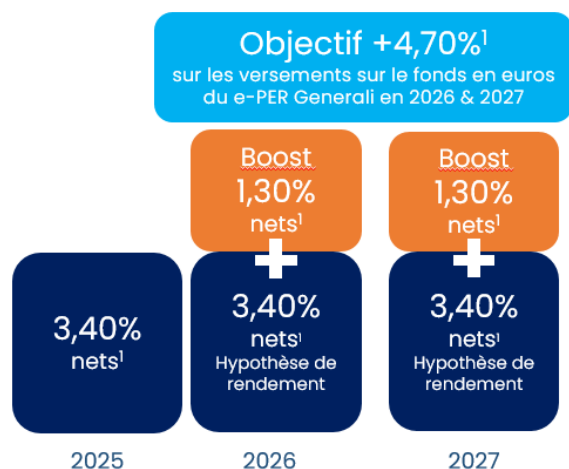 Objectif +4,70%¹
sur les versements sur le fonds en euros
du e-PER Generali en 2026 & 2027
Boost
1,30%
nets¹
Boost
1,30%
nets¹
3,40%
nets¹
3,40%
nets¹
Hypothèse de
rendement
3,40%
nets¹
Hypothèse de
rendement
2025
2026
2027